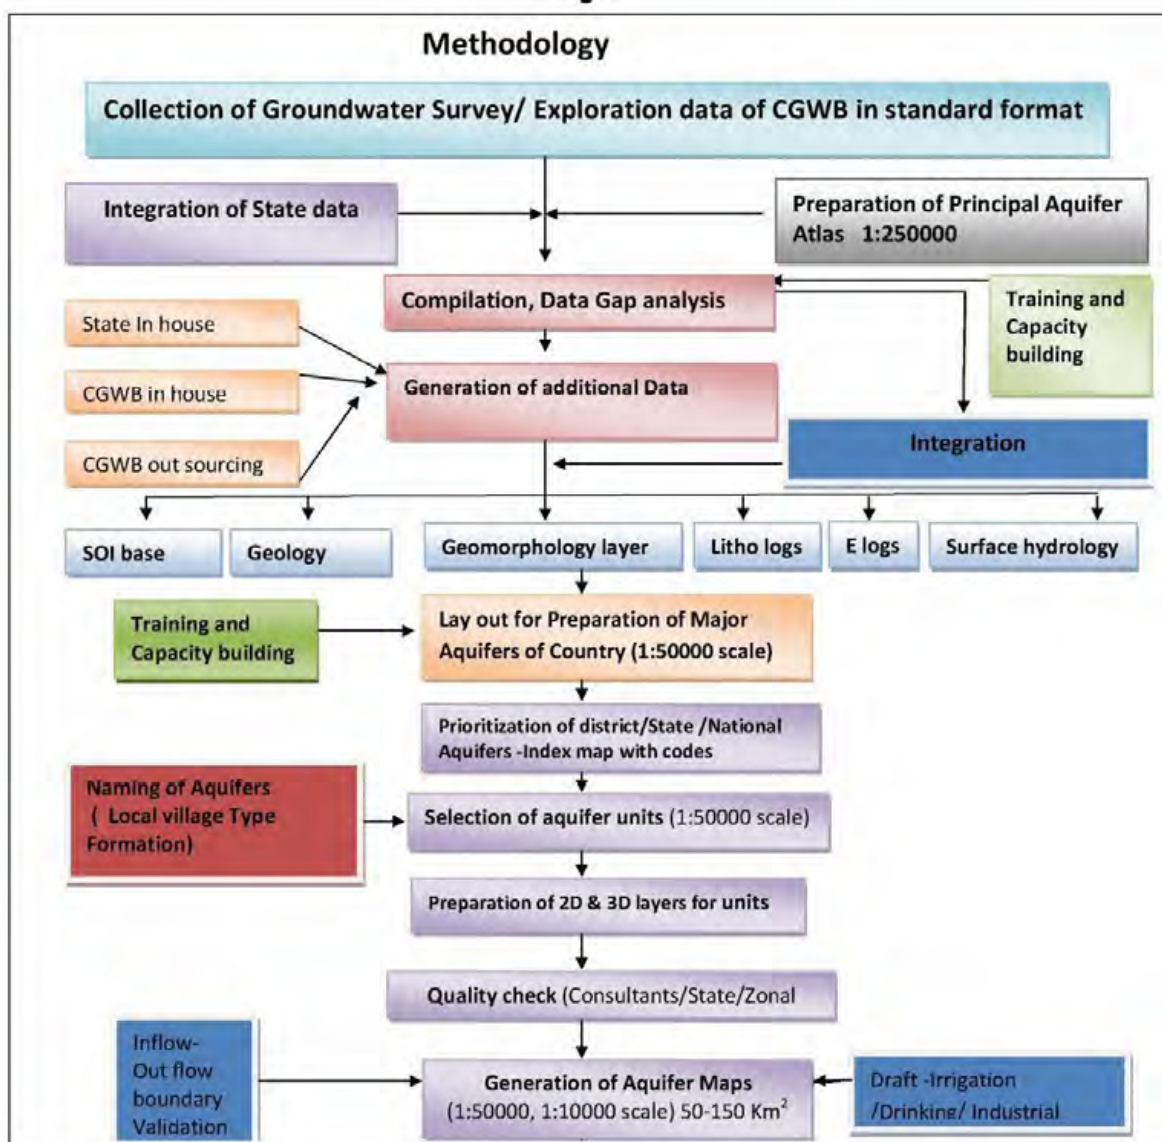 Methodology
Collection of Groundwater Survey/ Exploration data of CGWB in standard format
Integration of State data
Preparation of Principal Aquifer
Atlas 1:250000
Compilation, Data Gap analysis
Training and
Capacity
building
State In house
CGWB in house
CGWB out sourcing
Generation of additional Data
Integration
SOI base
Geology
Geomorphology layer
Litho logs
E logs
Surface hydrology
Training and
Capacity building
Lay out for Preparation of Major
Aquifers of Country (1:50000 scale)
Prioritization of district/State /National
Aquifers -Index map with codes
Naming of Aquifers
( Local village Type
Formation)
Selection of aquifer units (1:50000 scale)
Preparation of 2D & 3D layers for units
Quality check (Consultants/State/Zonal
Inflow-
Out flow
boundary
Validation
Generation of Aquifer Maps
(1:50000, 1:10000 scale) 50-150 Km²
Draft -Irrigation
/Drinking/ Industrial